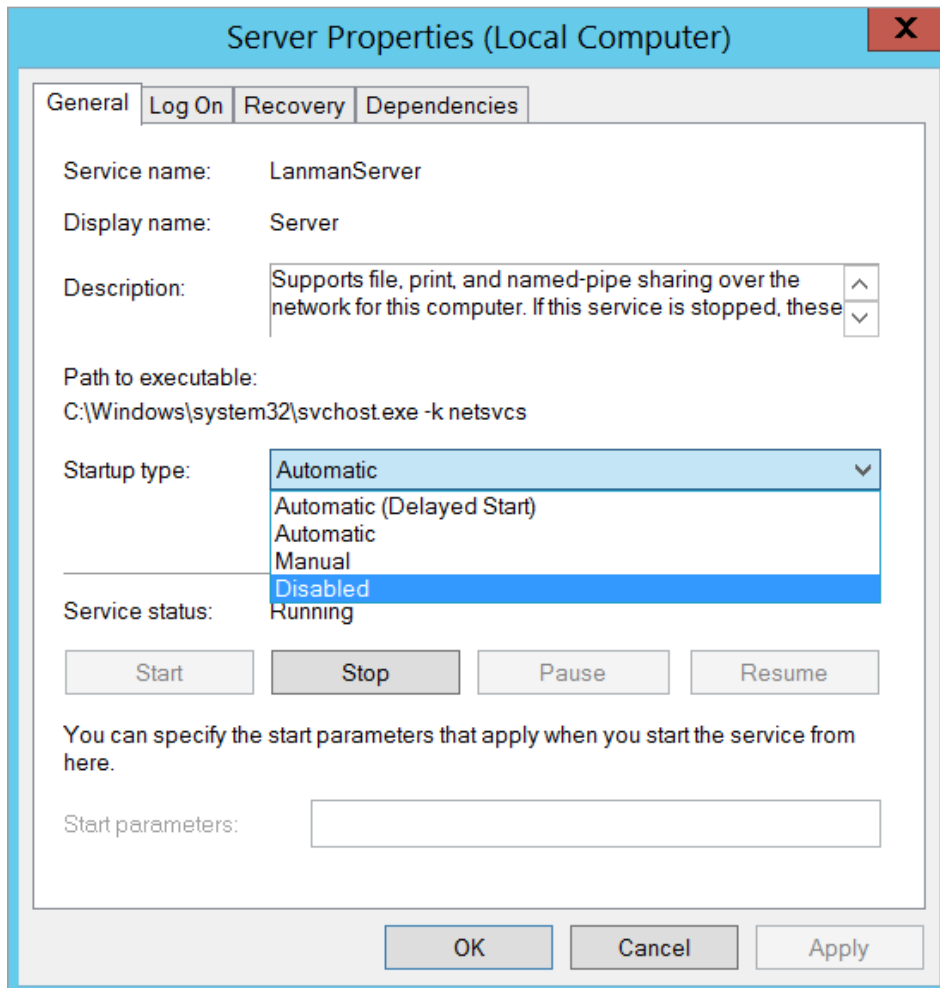 Server Properties (Local Computer)
X
General
Log On
Recovery
Dependencies
Service name: LanmanServer
Display name: Server
Description: Supports file, print, and named-pipe sharing over the
network for this computer. If this service is stopped, these
Path to executable:
C:\Windows\system32\svchost.exe -k netsvcs
Startup type: Automatic
Automatic (Delayed Start)
Automatic
Manual
Disabled
Service status: Running
Start Stop Pause Resume
You can specify the start parameters that apply when you start the service from
here.
Start parameters:
OK Cancel Apply